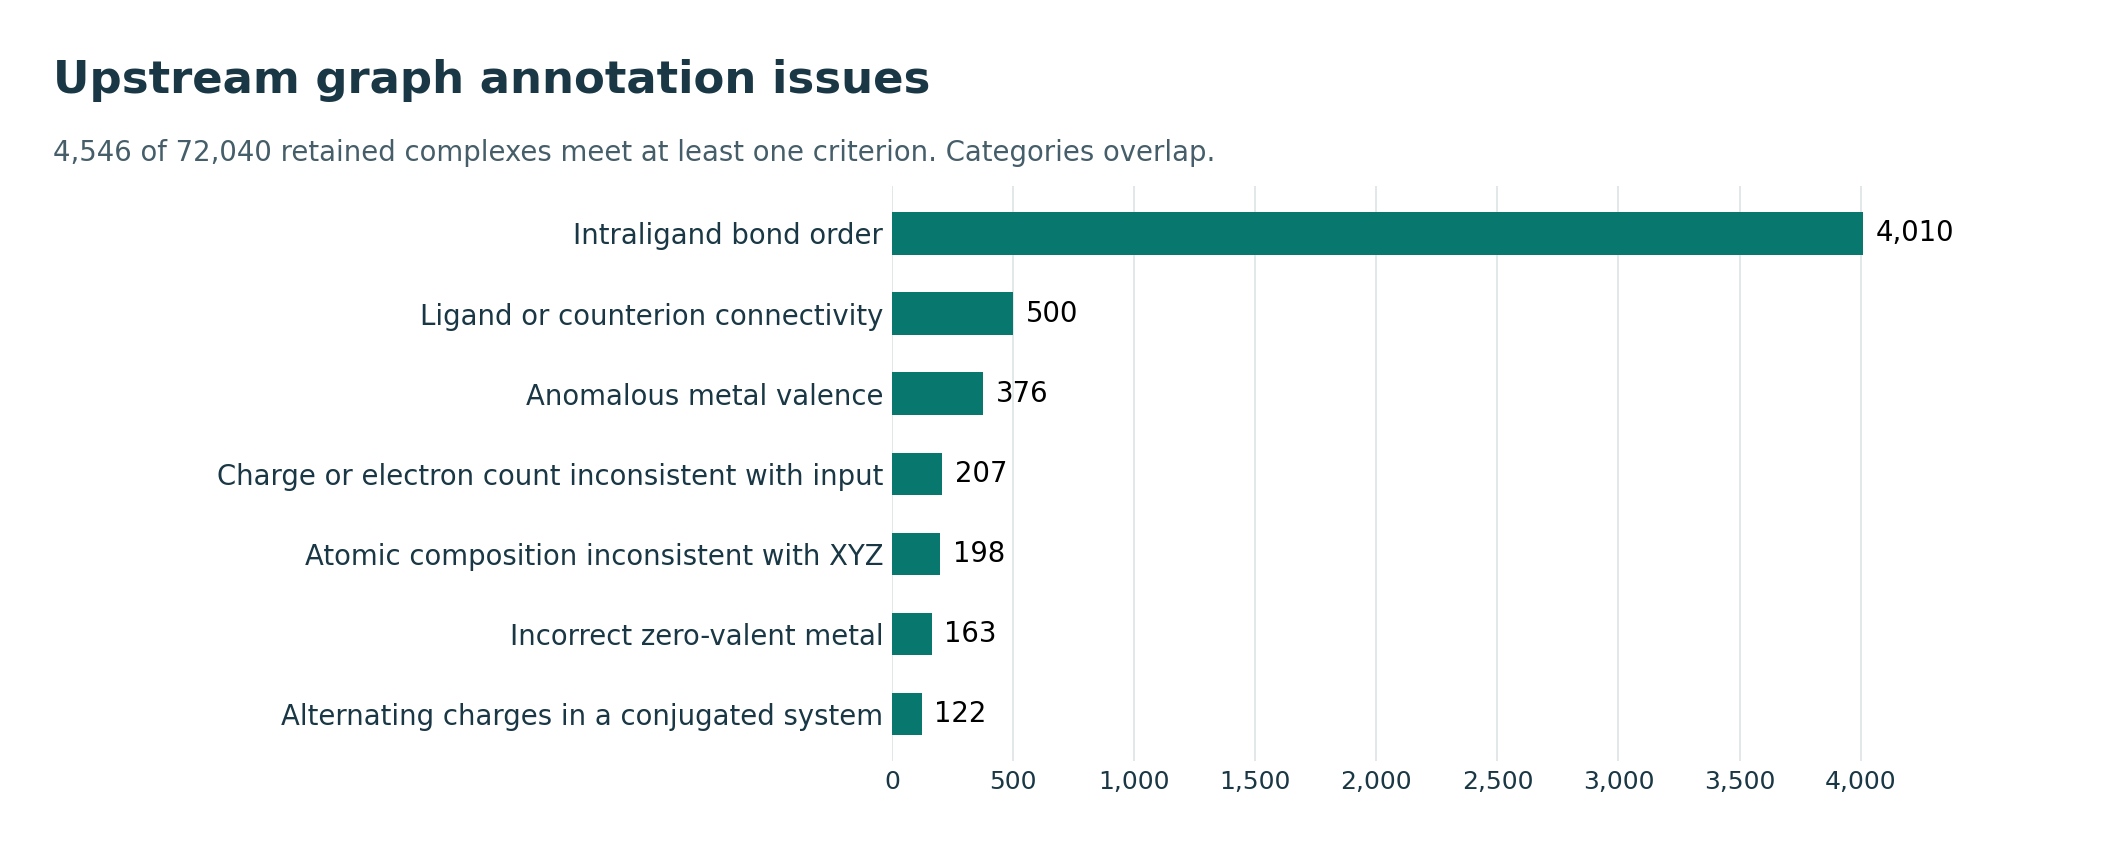 Upstream graph annotation issues
4,546 of 72,040 retained complexes meet at least one criterion. Categories overlap.
Intraligand bond order 4,010
Ligand or counterion connectivity 500
Anomalous metal valence 376
Charge or electron count inconsistent with input 207
Atomic composition inconsistent with XYZ 198
Incorrect zero-valent metal 163
Alternating charges in a conjugated system 122
0 500 1,000 1,500 2,000 2,500 3,000 3,500 4,000